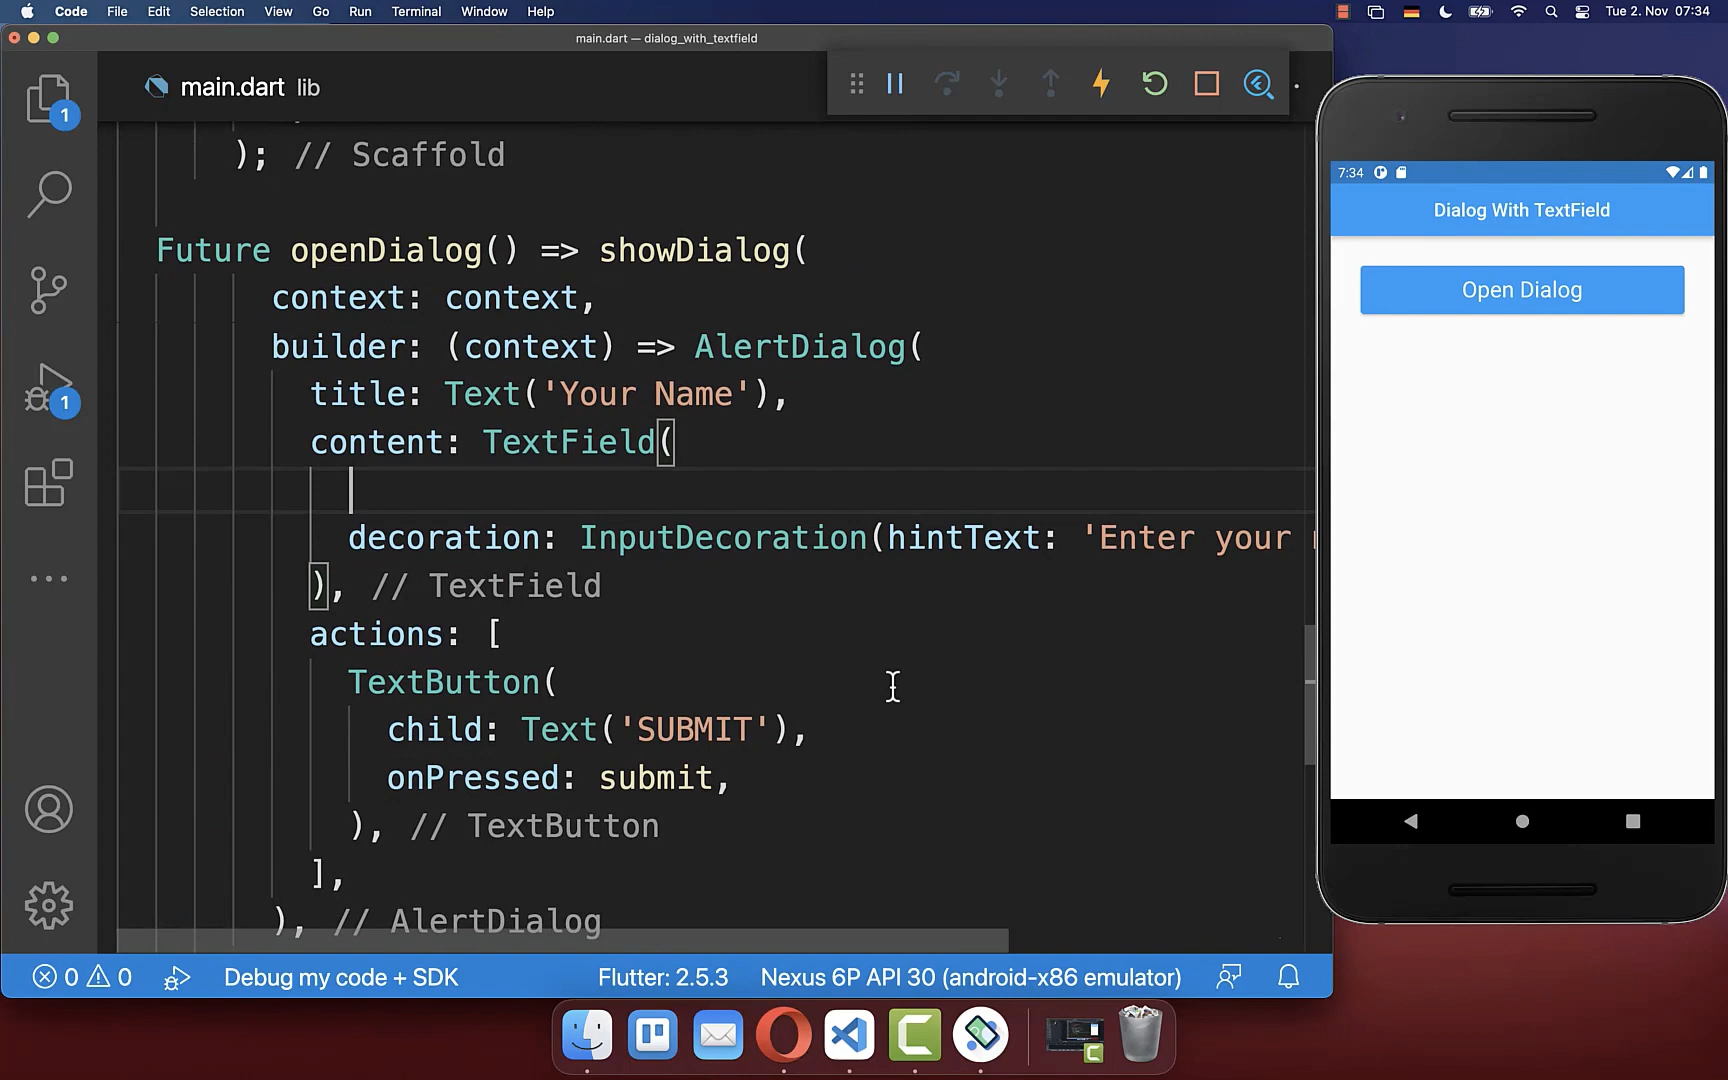 Code File Edit Selection View Go Run Terminal Window Help
Tue 2. Nov 07:34
main.dart — dialog_with_textfield
main.dart lib
1
1
); // Scaffold
Future openDialog() => showDialog(
context: context,
builder: (context) => AlertDialog(
title: Text('Your Name'),
content: TextField(
decoration: InputDecoration(hintText: 'Enter your
), // TextField
actions: [
TextButton(
child: Text('SUBMIT'),
onPressed: submit,
), // TextButton
],
), // AlertDialog
0 0 Debug my code + SDK Flutter: 2.5.3 Nexus 6P API 30 (android-x86 emulator)
7:34
Dialog With TextField
Open Dialog